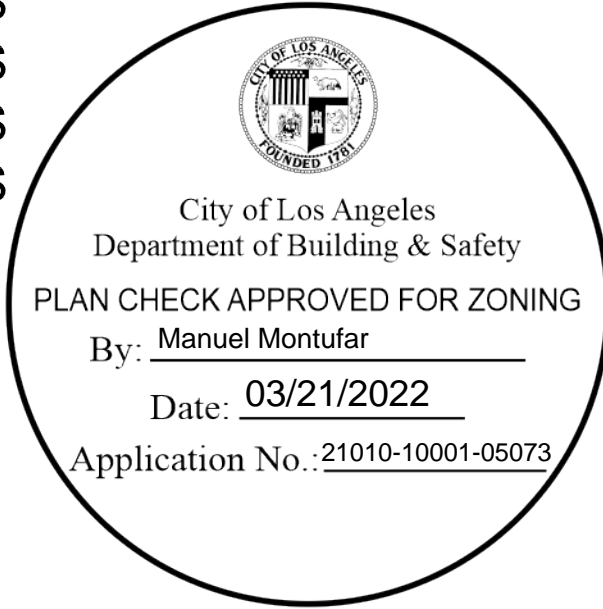 CITY OF LOS ANGELES
FOUNDED 1781
City of Los Angeles
Department of Building & Safety
PLAN CHECK APPROVED FOR ZONING
By: Manuel Montufar
Date: 03/21/2022
Application No.: 21010-10001-05073